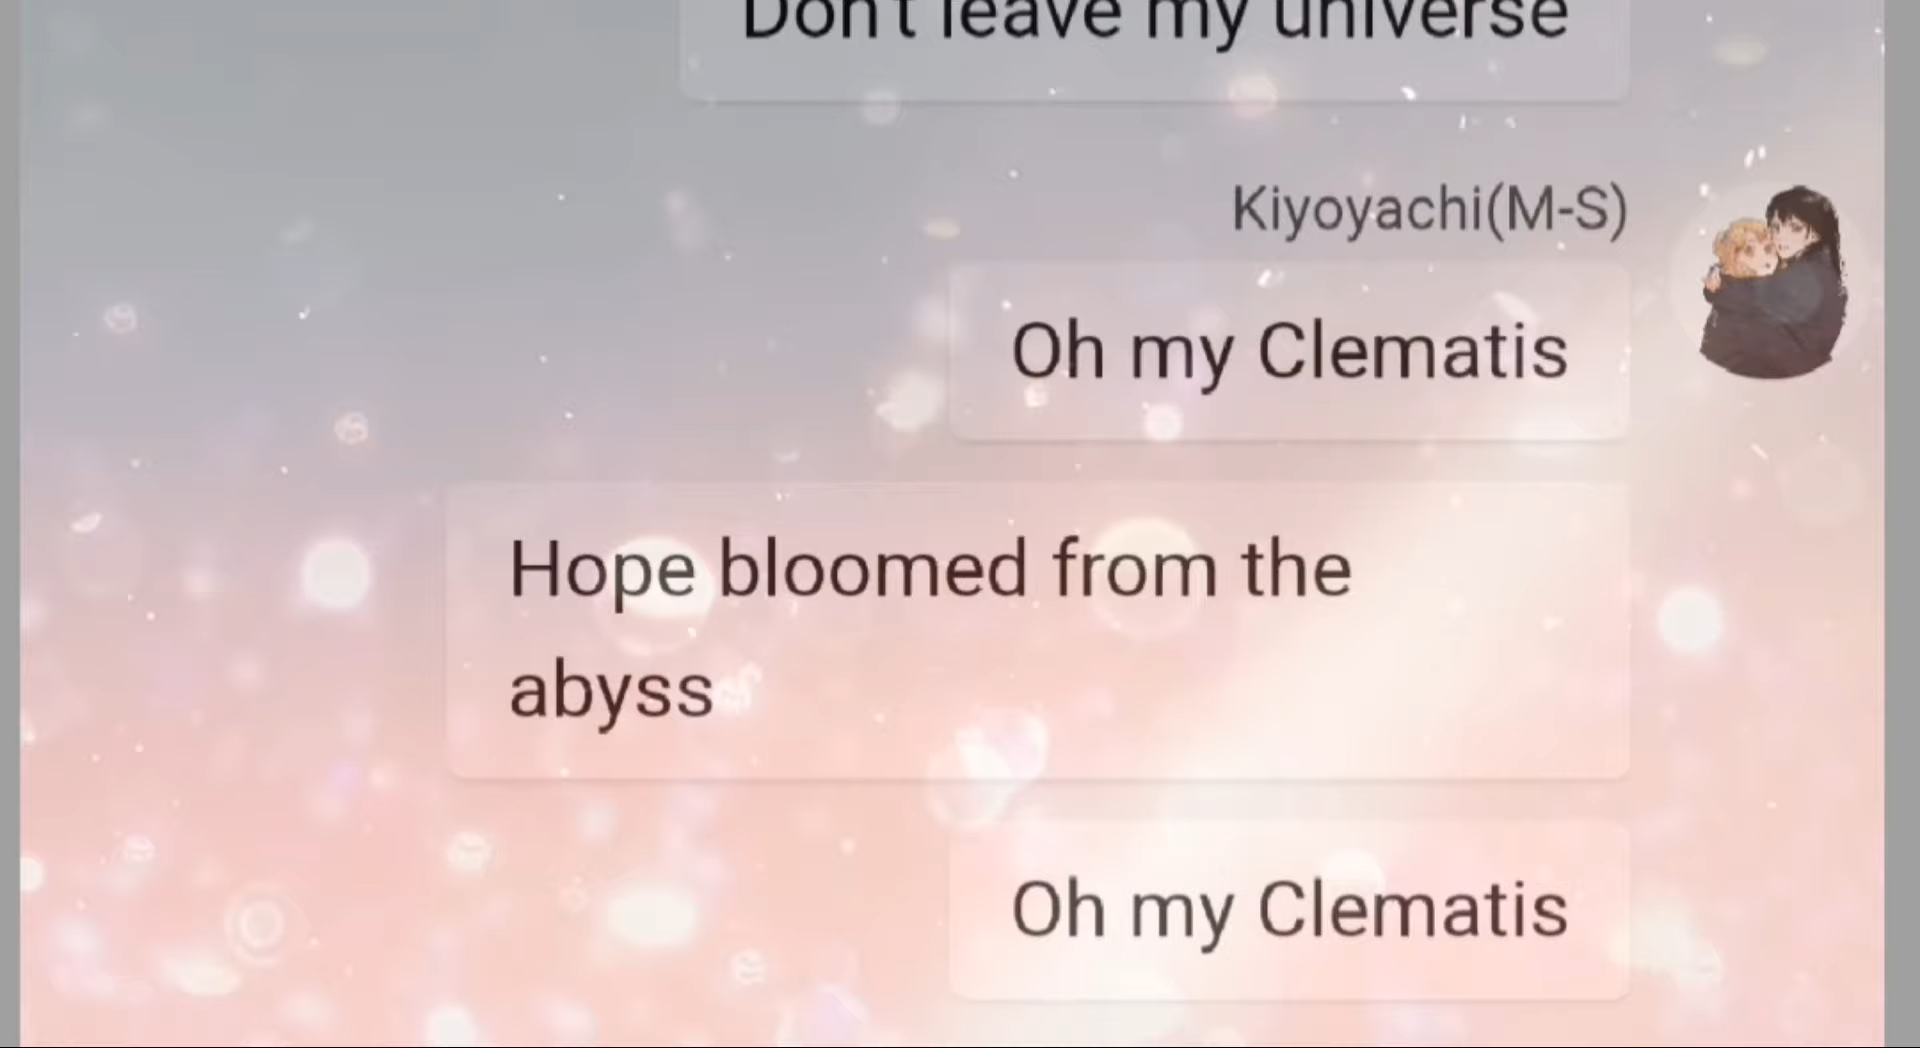 Don't leave my universe
Kiyoyachi(M-S)
Oh my Clematis
Hope bloomed from the
abyss
Oh my Clematis